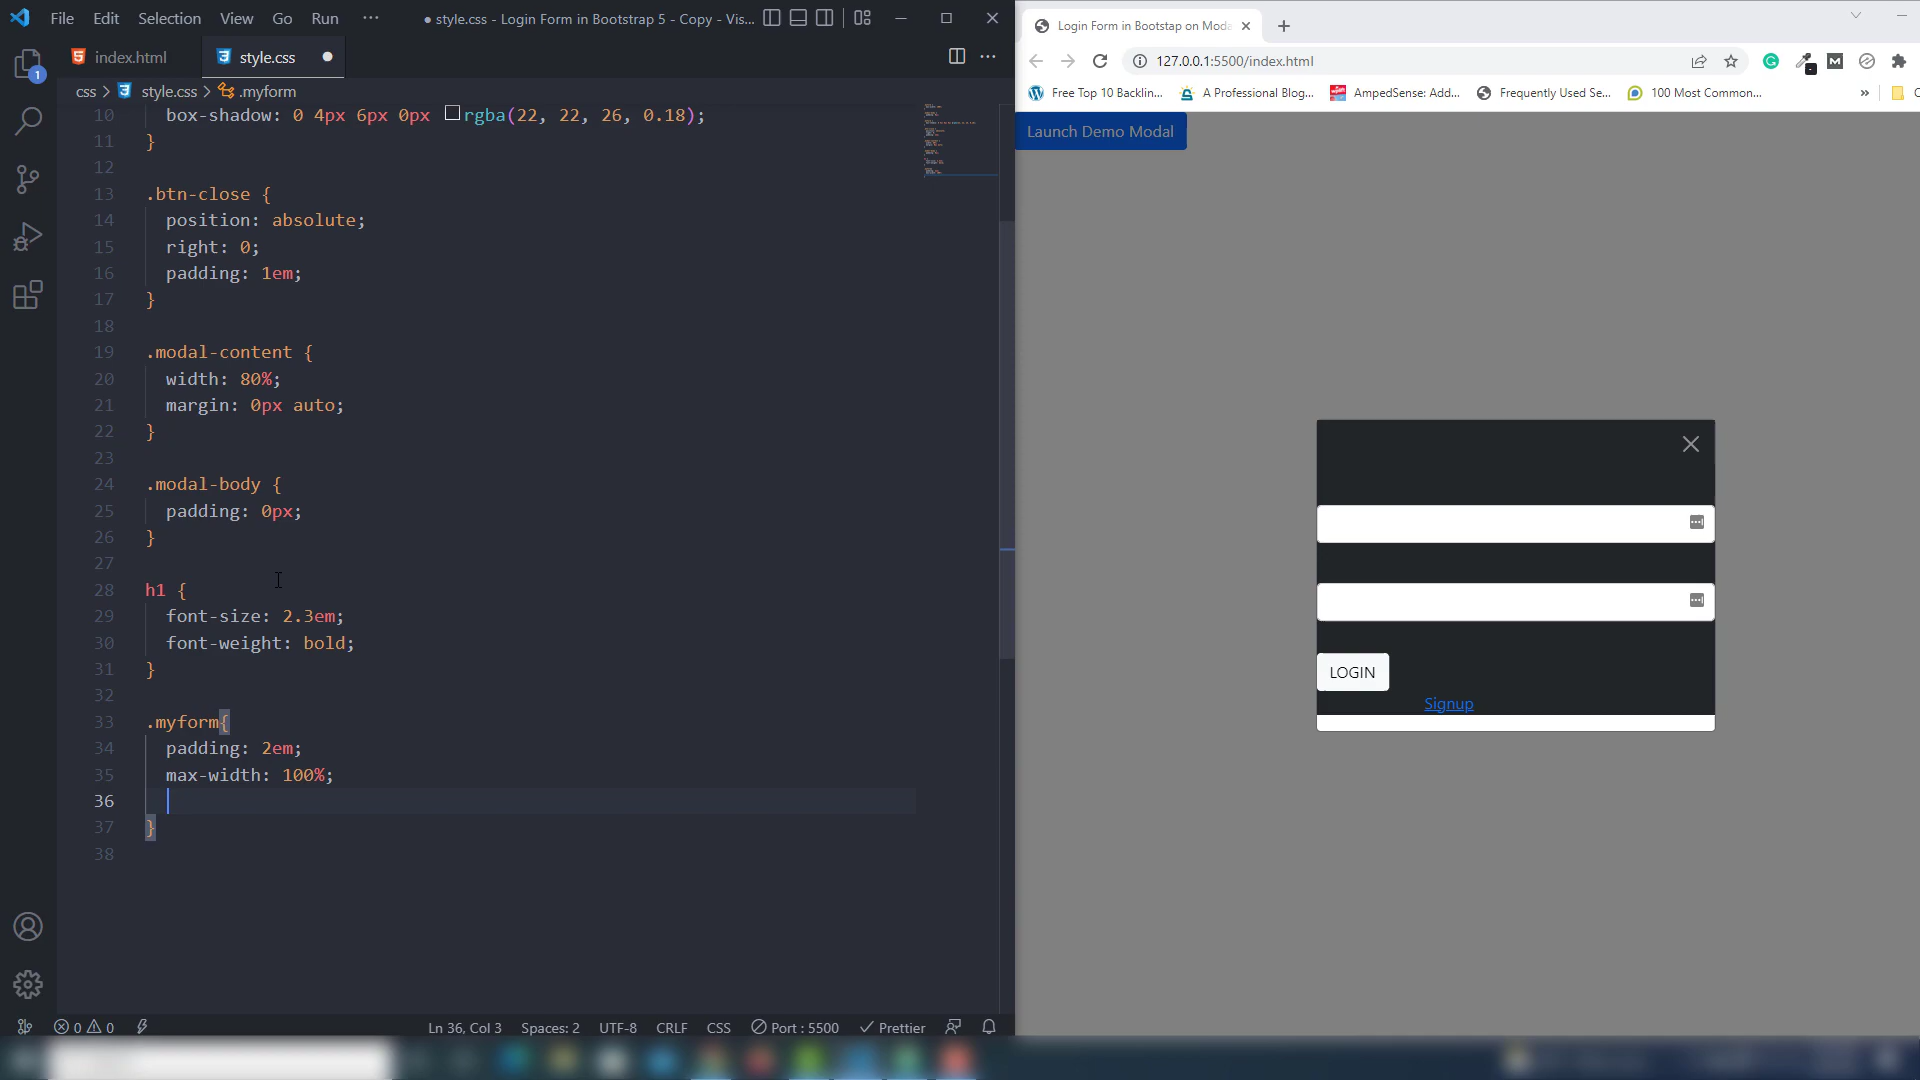 File Edit Selection View Go Run ··· ● style.css - Login Form in Bootstrap 5 - Copy - Vis...
index.html style.css
css > style.css > .myform
10 box-shadow: 0 4px 6px 0px rgba(22, 22, 26, 0.18);
11 }
12
13 .btn-close {
14 position: absolute;
15 right: 0;
16 padding: 1em;
17 }
18
19 .modal-content {
20 width: 80%;
21 margin: 0px auto;
22 }
23
24 .modal-body {
25 padding: 0px;
26 }
27
28 h1 {
29 font-size: 2.3em;
30 font-weight: bold;
31 }
32
33 .myform{
34 padding: 2em;
35 max-width: 100%;
36
37 }
38
1
0 0 Ln 36, Col 3 Spaces: 2 UTF-8 CRLF CSS Port : 5500 Prettier
Login Form in Bootstap on Moda
127.0.0.1:5500/index.html
Free Top 10 Backlin... A Professional Blog... AmpedSense: Add... Frequently Used Se... 100 Most Common... »
Launch Demo Modal
LOGIN
Signup